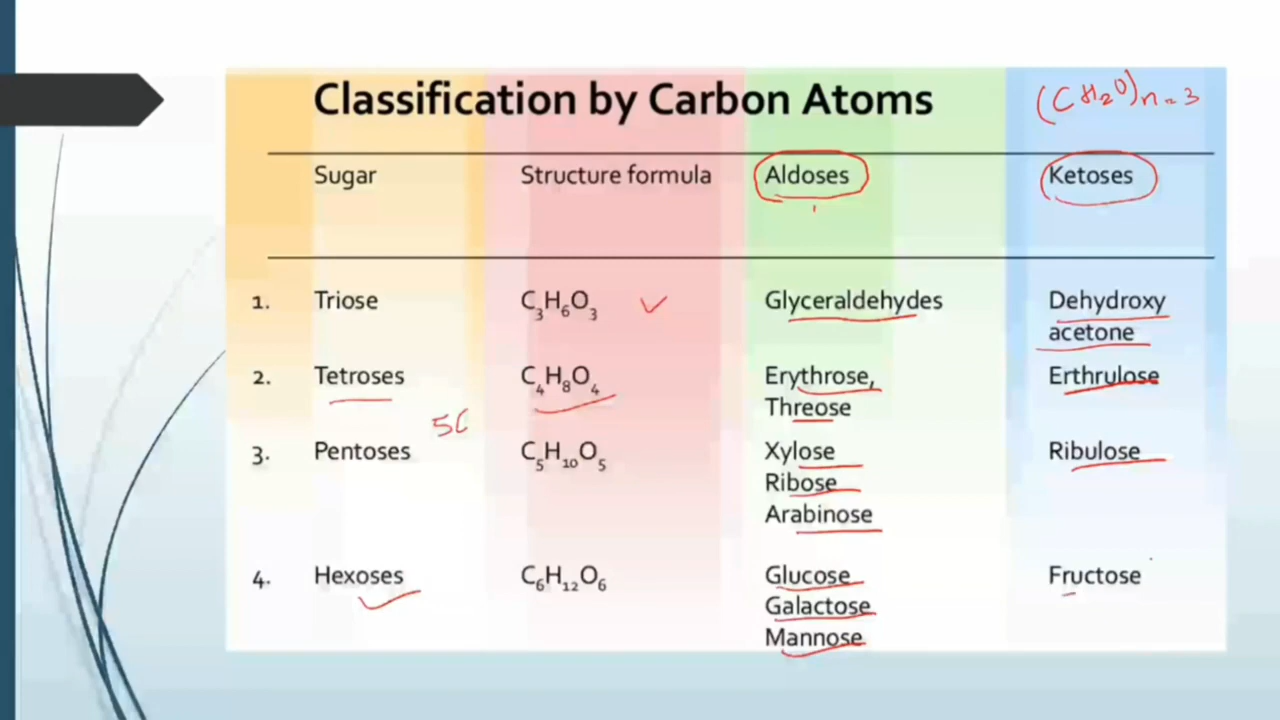 Classification by Carbon Atoms
(CH₂O)n=3
Sugar Structure formula Aldoses Ketoses
1. Triose C₃H₆O₃ Glyceraldehydes Dehydroxy
acetone
2. Tetroses C₄H₈O₄ Erythrose, Erthrulose
Threose
5C
3. Pentoses C₅H₁₀O₅ Xylose Ribulose
Ribose
Arabinose
4. Hexoses C₆H₁₂O₆ Glucose Fructose
Galactose
Mannose